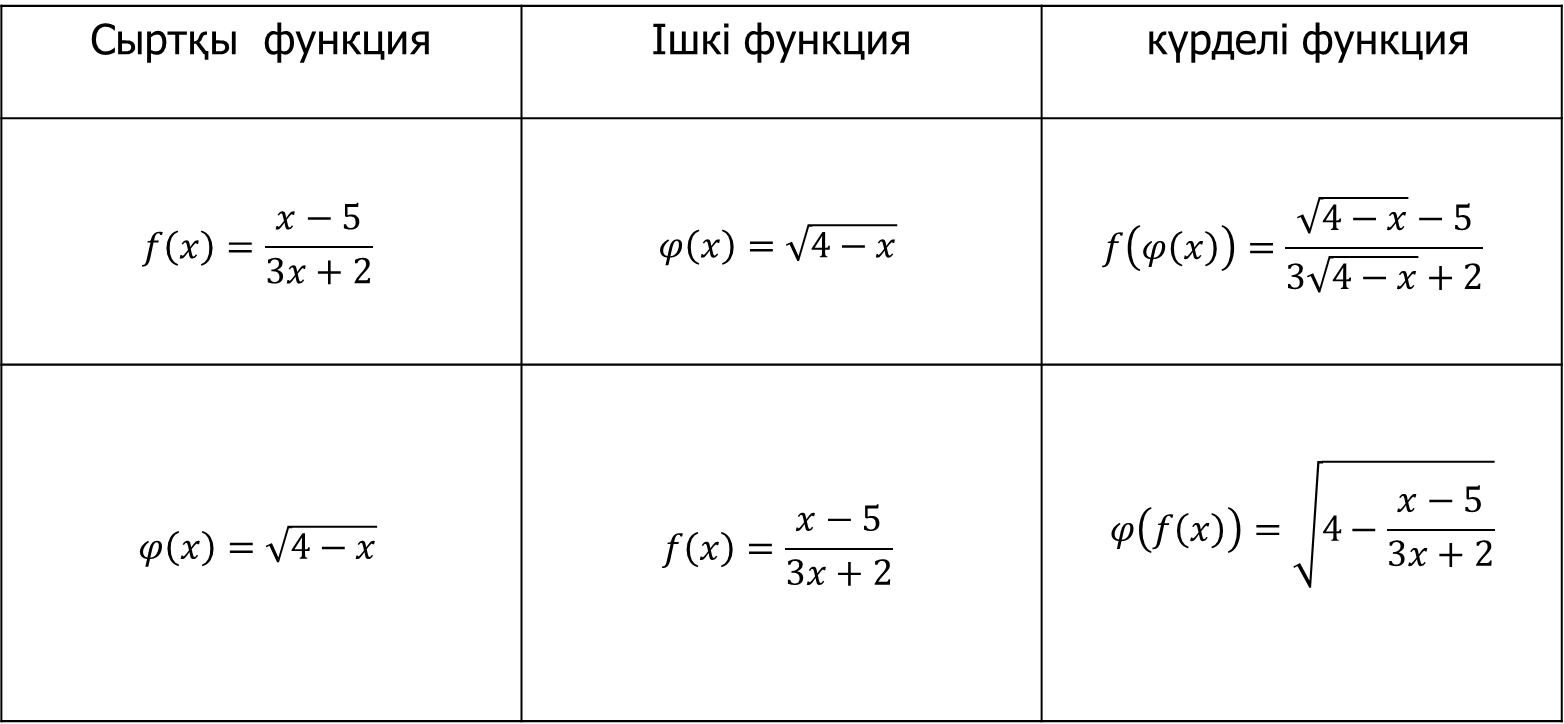 Сыртқы функция
Ішкі функция
күрделі функция
f(x) = (x − 5)/(3x + 2)
φ(x) = √(4 − x)
f(φ(x)) = (√(4 − x) − 5)/(3√(4 − x) + 2)
φ(x) = √(4 − x)
f(x) = (x − 5)/(3x + 2)
φ(f(x)) = √(4 − (x − 5)/(3x + 2))